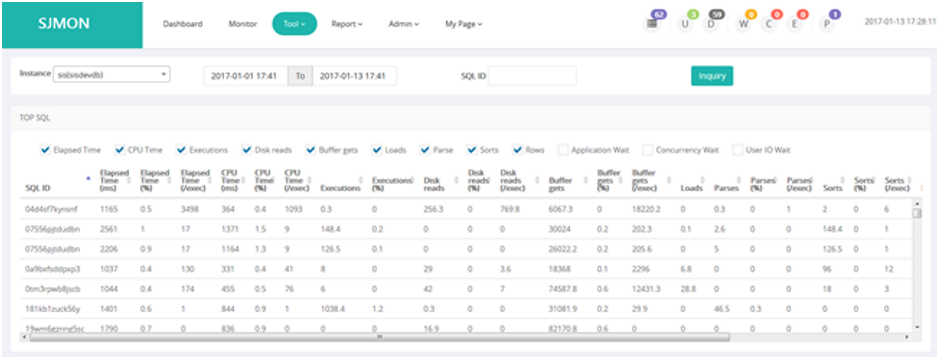 SJMON Dashboard Monitor Tool Report Admin My Page 62 U 3 D 59 W 0 C 0 E 0 P 1 2017-01-13 17:28:11
Instance sis(sisdevdb) 2017-01-01 17:41 To 2017-01-13 17:41 SQL ID Inquiry
TOP SQL
Elapsed Time CPU Time Executions Disk reads Buffer gets Loads Parse Sorts Rows Application Wait Concurrency Wait User IO Wait
SQL ID Elapsed Time (ms) Elapsed Time (%) Elapsed Time (/exec) CPU Time (ms) CPU Time (%) CPU Time (/exec) Executions Executions (%) Disk reads Disk reads (%) Disk reads (/exec) Buffer gets Buffer gets (%) Buffer gets (/exec) Loads Parses Parses (%) Parses (/exec) Sorts Sorts (%) Sorts (/exec)
04d4sf7kynsnf 1165 0.5 3498 364 0.4 1093 0.3 0 256.3 0 769.8 6067.3 0 18220.2 0 0.3 0 1 2 0 6
07556pjtdudbn 2561 1 17 1371 1.5 9 148.4 0.2 0 0 0 30024 0.2 202.3 0.1 2.6 0 0 148.4 0 1
07556pjtdudbn 2206 0.9 17 1164 1.3 9 126.5 0.1 0 0 0 26022.2 0.2 205.6 0 5 0 0 126.5 0 1
0a9bxfsddpxp3 1037 0.4 130 331 0.4 41 8 0 29 0 3.6 18368 0.1 2296 6.8 0 0 0 96 0 12
0tm3rpwb8jscb 1044 0.4 174 455 0.5 76 6 0 42 0 7 74587.8 0.6 12431.3 28.8 0 0 0 18 0 3
181kb1zuck56y 1401 0.6 1 844 0.9 1 1038.4 1.2 0.3 0 0 31081.9 0.2 29.9 0 46.5 0.3 0 0 0 0
19wm6gznng5sc 1790 0.7 0 836 0.9 0 0 0 16.9 0 0 82170.8 0.6 0 0 0 0 0 0 0 0